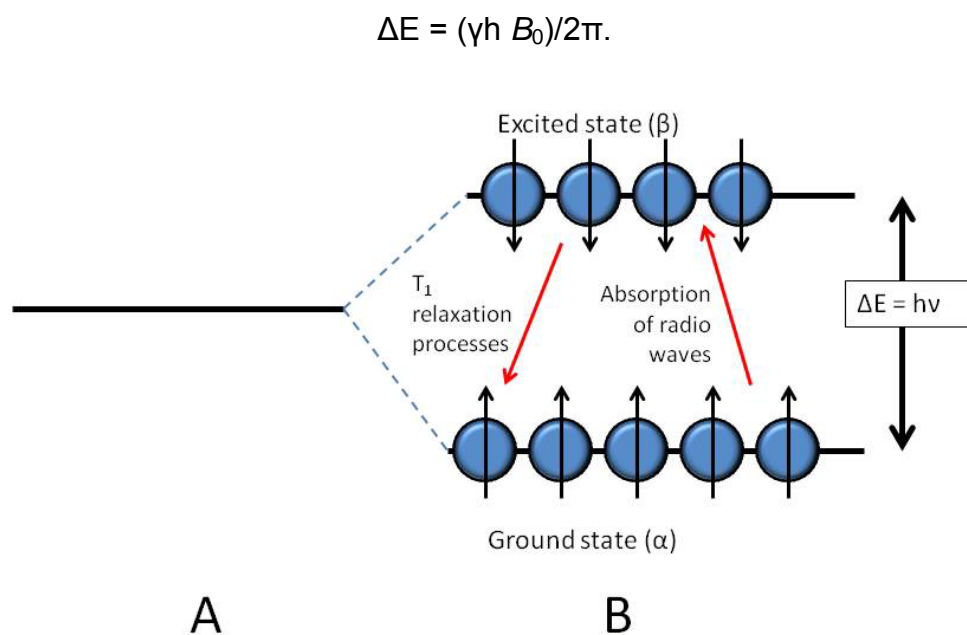 ΔE = (γh B₀)/2π.
Excited state (β)
T₁
relaxation
processes
Absorption
of radio
waves
ΔE = hν
Ground state (α)
A
B